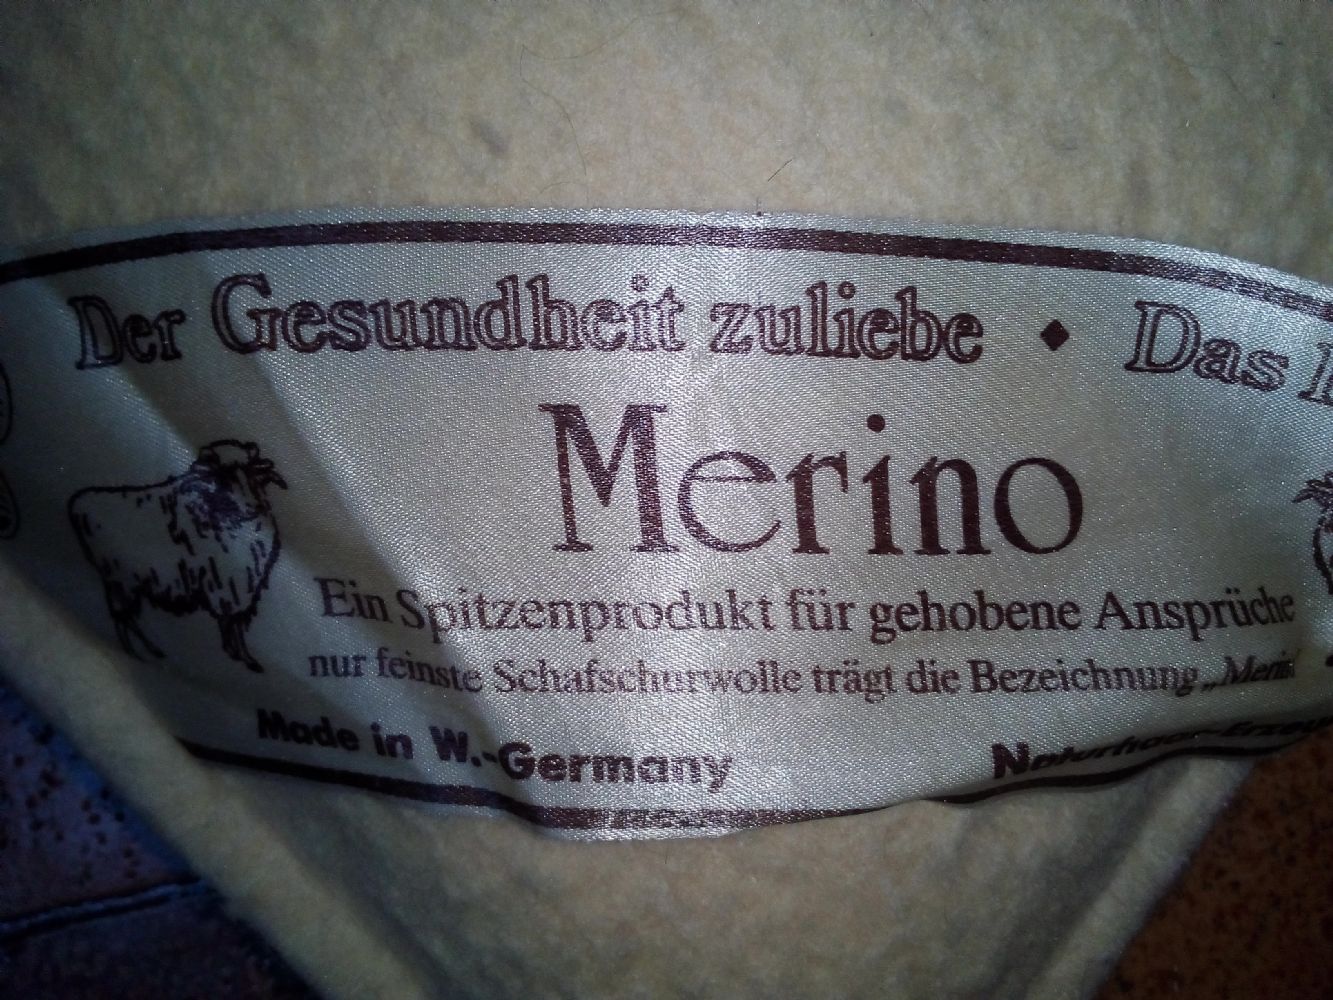 Der Gesundheit zuliebe ♦ Das
Merino
Ein Spitzenprodukt für gehobene Ansprüche
nur feinste Schafschurwolle trägt die Bezeichnung „Merino
Made in W.-Germany